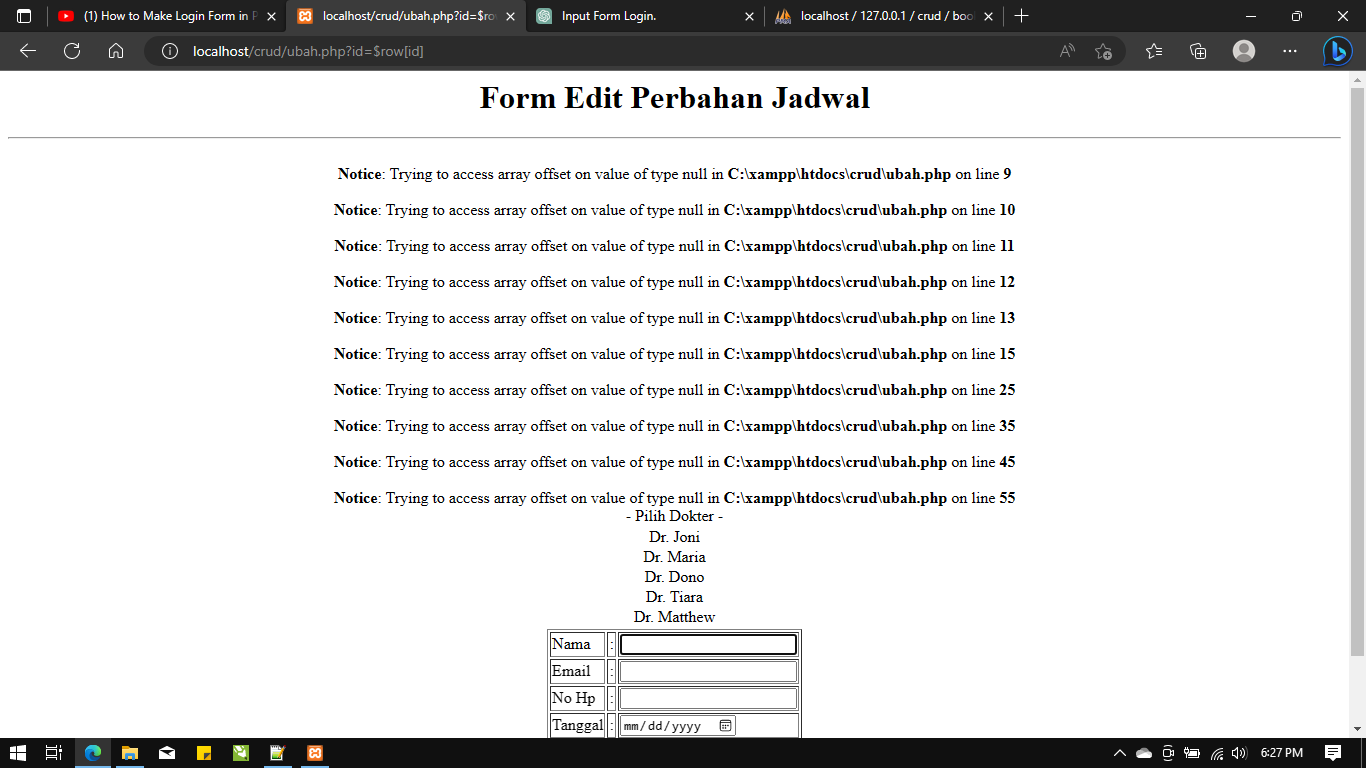 (1) How to Make Login Form in P
localhost/crud/ubah.php?id=$ro
Input Form Login.
localhost / 127.0.0.1 / crud / boo
localhost/crud/ubah.php?id=$row[id]
Form Edit Perbahan Jadwal
Notice: Trying to access array offset on value of type null in C:\xampp\htdocs\crud\ubah.php on line 9
Notice: Trying to access array offset on value of type null in C:\xampp\htdocs\crud\ubah.php on line 10
Notice: Trying to access array offset on value of type null in C:\xampp\htdocs\crud\ubah.php on line 11
Notice: Trying to access array offset on value of type null in C:\xampp\htdocs\crud\ubah.php on line 12
Notice: Trying to access array offset on value of type null in C:\xampp\htdocs\crud\ubah.php on line 13
Notice: Trying to access array offset on value of type null in C:\xampp\htdocs\crud\ubah.php on line 15
Notice: Trying to access array offset on value of type null in C:\xampp\htdocs\crud\ubah.php on line 25
Notice: Trying to access array offset on value of type null in C:\xampp\htdocs\crud\ubah.php on line 35
Notice: Trying to access array offset on value of type null in C:\xampp\htdocs\crud\ubah.php on line 45
Notice: Trying to access array offset on value of type null in C:\xampp\htdocs\crud\ubah.php on line 55
- Pilih Dokter -
Dr. Joni
Dr. Maria
Dr. Dono
Dr. Tiara
Dr. Matthew
Nama :
Email :
No Hp :
Tanggal : mm/dd/yyyy
6:27 PM